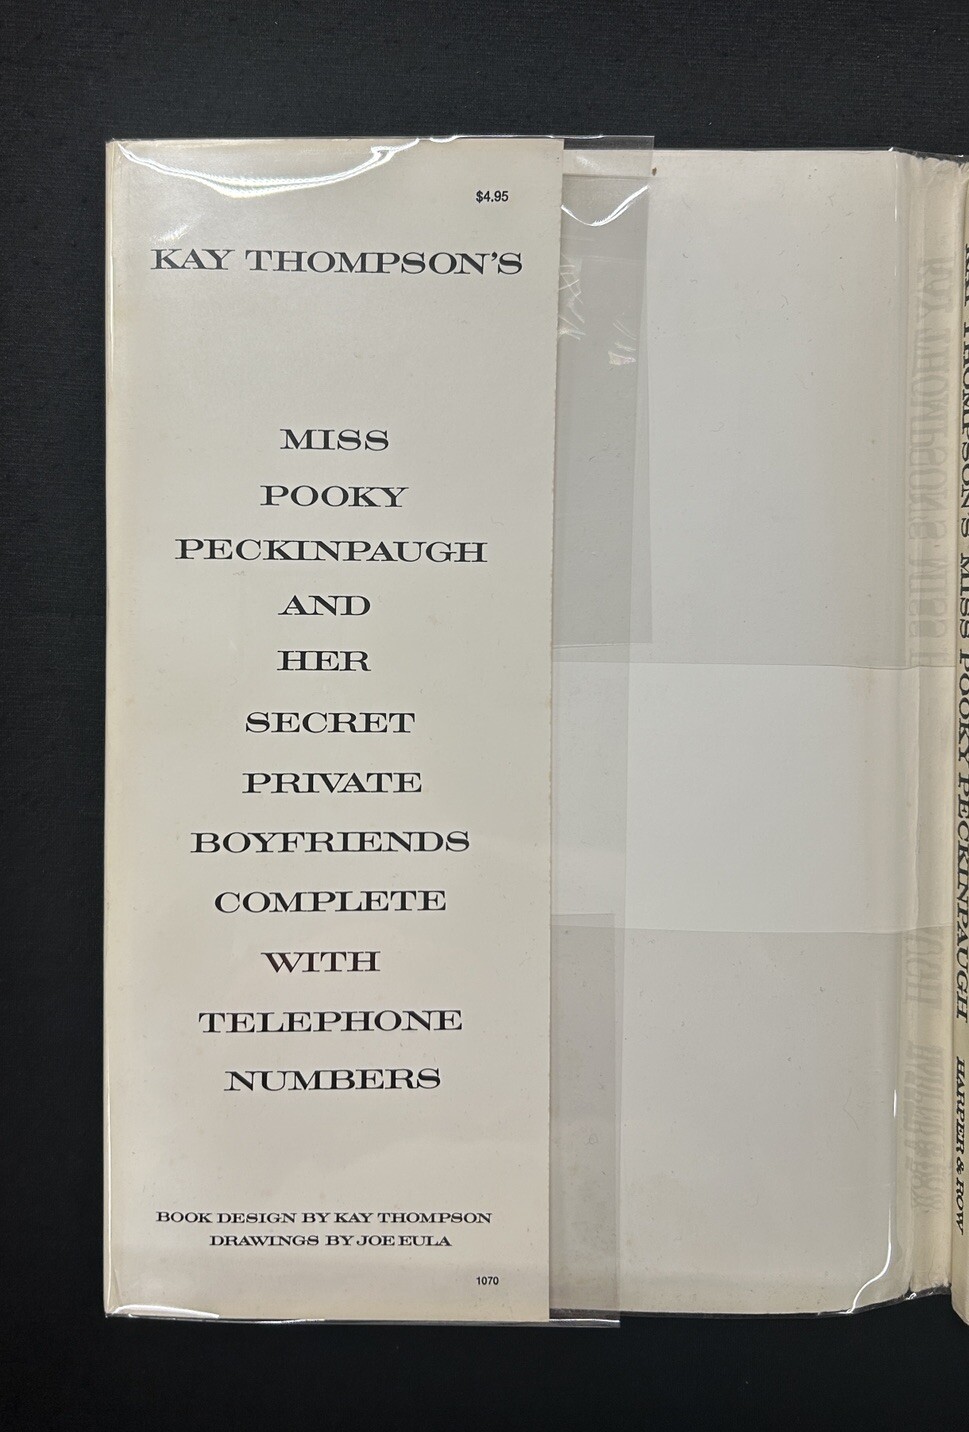 $4.95
KAY THOMPSON'S
MISS
POOKY
PECKINPAUGH
AND
HER
SECRET
PRIVATE
BOYFRIENDS
COMPLETE
WITH
TELEPHONE
NUMBERS
BOOK DESIGN BY KAY THOMPSON
DRAWINGS BY JOE EULA
1070
KAY THOMPSON'S MISS POOKY PECKINPAUGH HARPER & ROW